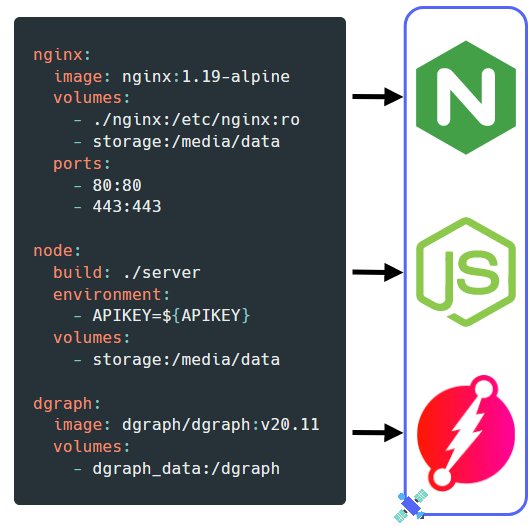 nginx:
  image: nginx:1.19-alpine
  volumes:
    - ./nginx:/etc/nginx:ro
    - storage:/media/data
  ports:
    - 80:80
    - 443:443
node:
  build: ./server
  environment:
    - APIKEY=${APIKEY}
  volumes:
    - storage:/media/data
dgraph:
  image: dgraph/dgraph:v20.11
  volumes:
    - dgraph_data:/dgraph
N
JS